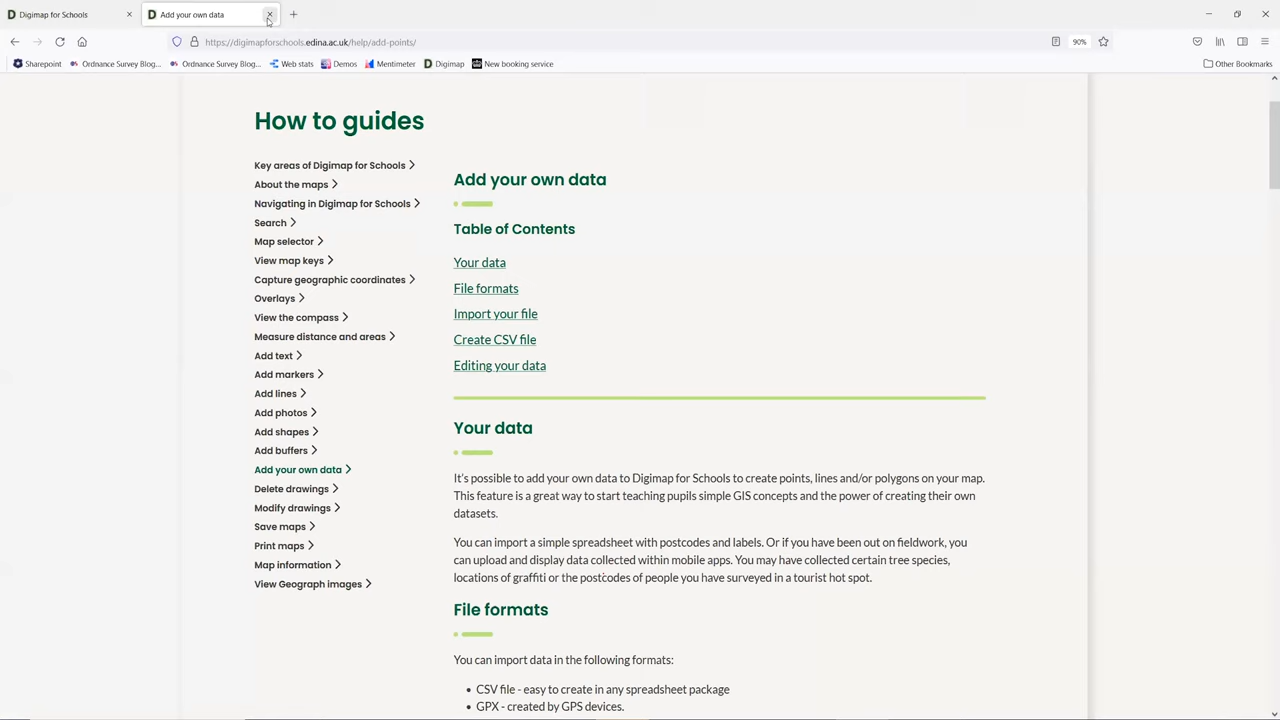 Digimap for Schools
Add your own data
https://digimapforschools.edina.ac.uk/help/add-points/
90%
Sharepoint
Ordnance Survey Blog...
Ordnance Survey Blog...
Web stats
Demos
Mentimeter
Digimap
New booking service
Other Bookmarks
How to guides
Key areas of Digimap for Schools
About the maps
Navigating in Digimap for Schools
Search
Map selector
View map keys
Capture geographic coordinates
Overlays
View the compass
Measure distance and areas
Add text
Add markers
Add lines
Add photos
Add shapes
Add buffers
Add your own data
Delete drawings
Modify drawings
Save maps
Print maps
Map information
View Geograph images
Add your own data
Table of Contents
Your data
File formats
Import your file
Create CSV file
Editing your data
Your data
It's possible to add your own data to Digimap for Schools to create points, lines and/or polygons on your map.
This feature is a great way to start teaching pupils simple GIS concepts and the power of creating their own
datasets.
You can import a simple spreadsheet with postcodes and labels. Or if you have been out on fieldwork, you
can upload and display data collected within mobile apps. You may have collected certain tree species,
locations of graffiti or the postcodes of people you have surveyed in a tourist hot spot.
File formats
You can import data in the following formats:
• CSV file - easy to create in any spreadsheet package
• GPX - created by GPS devices.